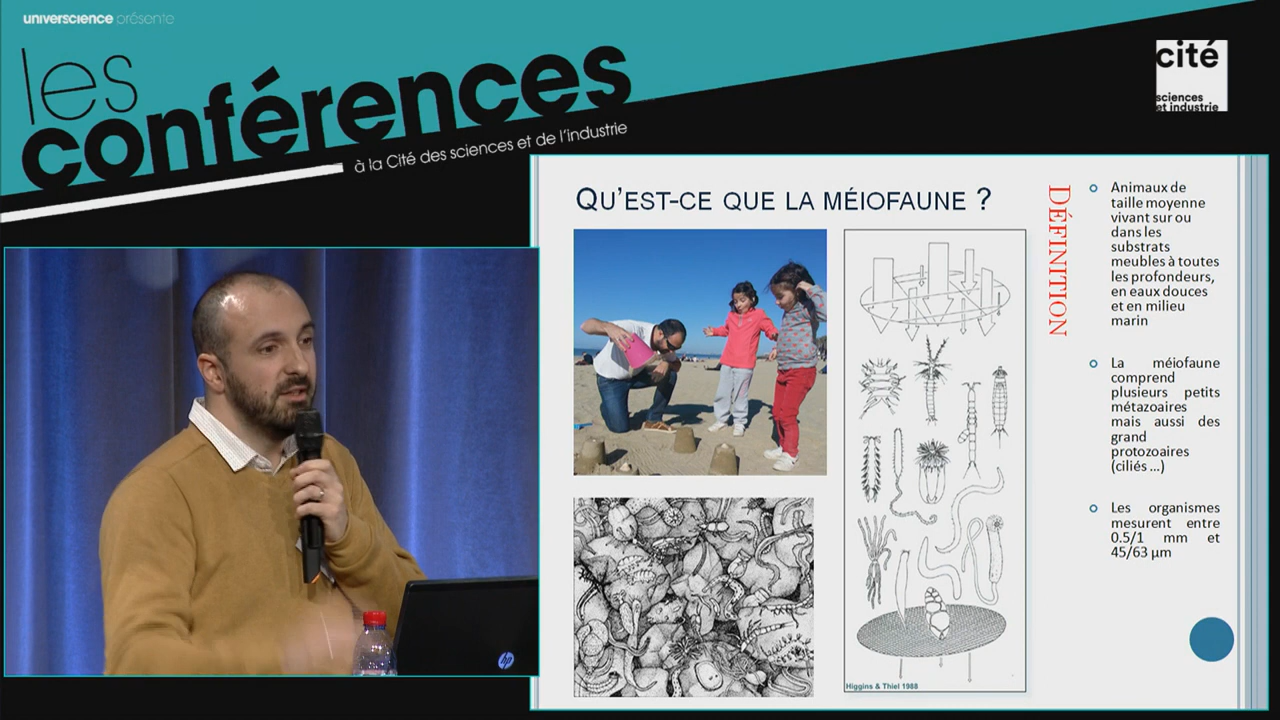 universcience présente
les
conférences
à la Cité des sciences et de l'industrie
cité
sciences
et industrie
QU'EST-CE QUE LA MÉIOFAUNE ?
DÉFINITION
Animaux de
taille moyenne
vivant sur ou
dans les
substrats
meubles à toutes
les profondeurs,
en eaux douces
et en milieu
marin
La méiofaune
comprend
plusieurs petits
métazoaires
mais aussi des
grand
protozoaires
(ciliés ...)
Les organismes
mesurent entre
0.5/1 mm et
45/63 µm
Higgins & Thiel 1988
hp